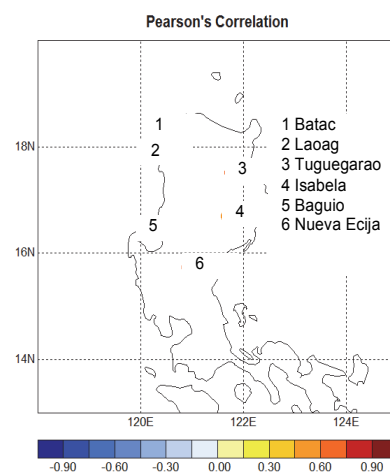 Pearson's Correlation
1 Batac
2 Laoag
3 Tuguegarao
4 Isabela
5 Baguio
6 Nueva Ecija
1
18N
2
3
4
5
16N
6
14N
120E 122E 124E
-0.90 -0.60 -0.30 0.00 0.30 0.60 0.90